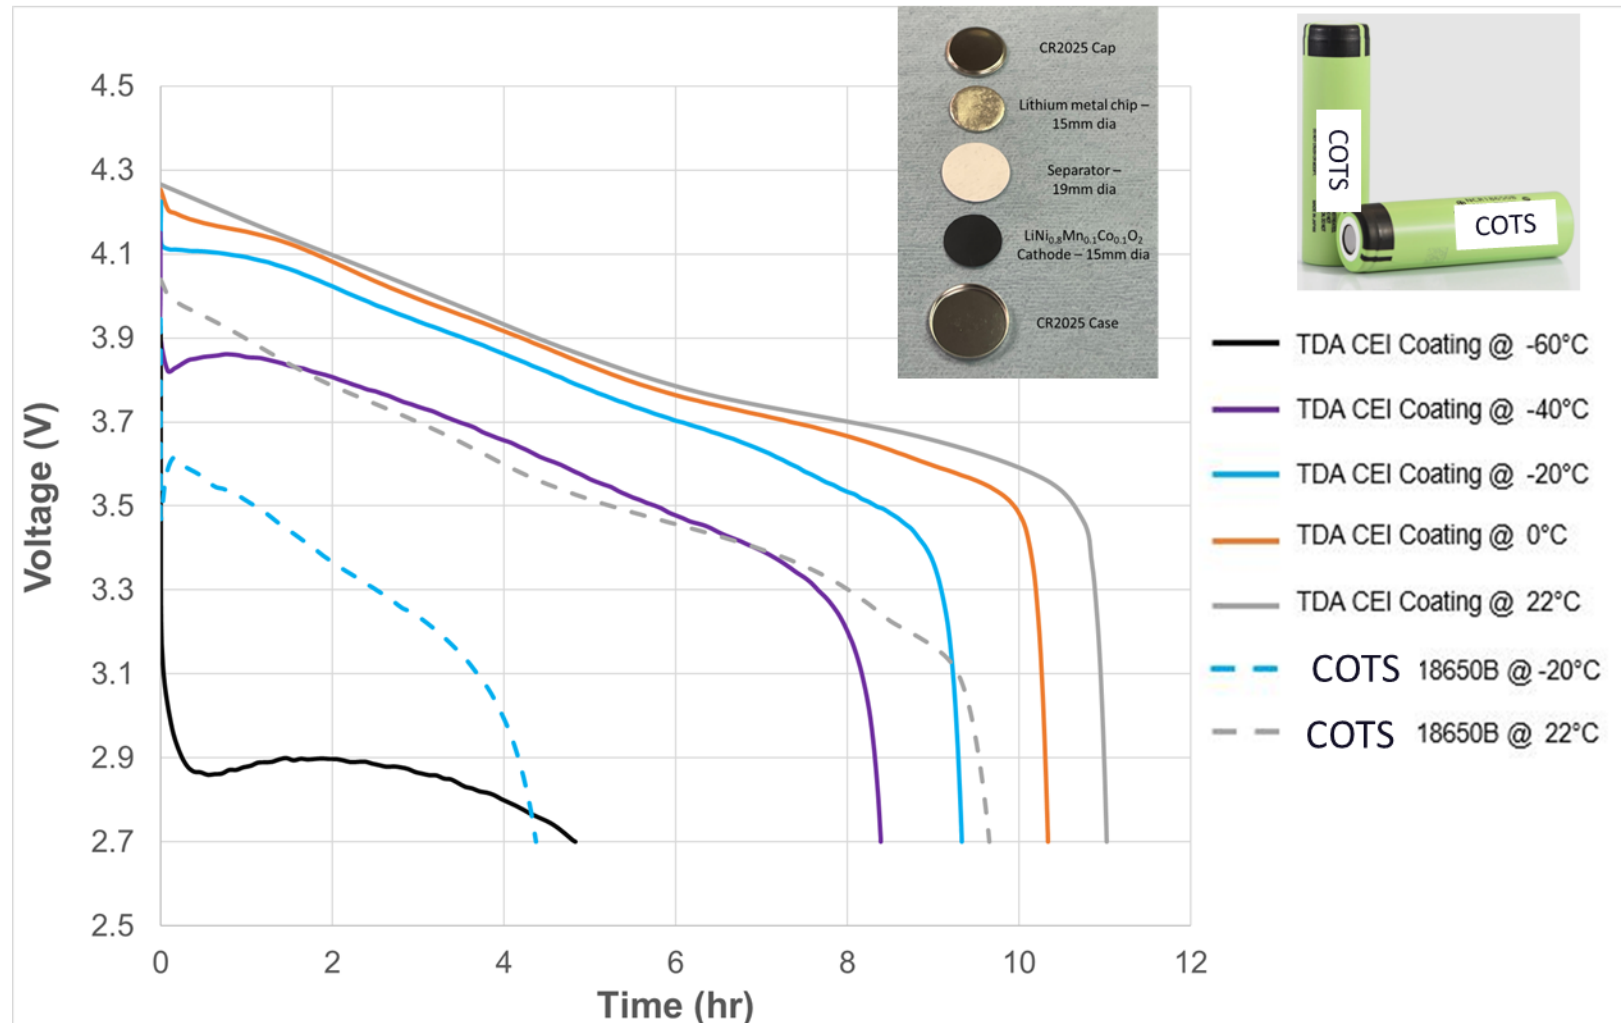 CR2025 Cap
Lithium metal chip –
15mm dia
Separator –
19mm dia
LiNi0.8Mn0.1Co0.1O2
Cathode – 15mm dia
CR2025 Case
COTS
COTS
4.5
4.3
4.1
3.9
3.7
3.5
3.3
3.1
2.9
2.7
2.5
Voltage (V)
0 2 4 6 8 10 12
Time (hr)
TDA CEI Coating @ -60°C
TDA CEI Coating @ -40°C
TDA CEI Coating @ -20°C
TDA CEI Coating @ 0°C
TDA CEI Coating @ 22°C
COTS 18650B @ -20°C
COTS 18650B @ 22°C